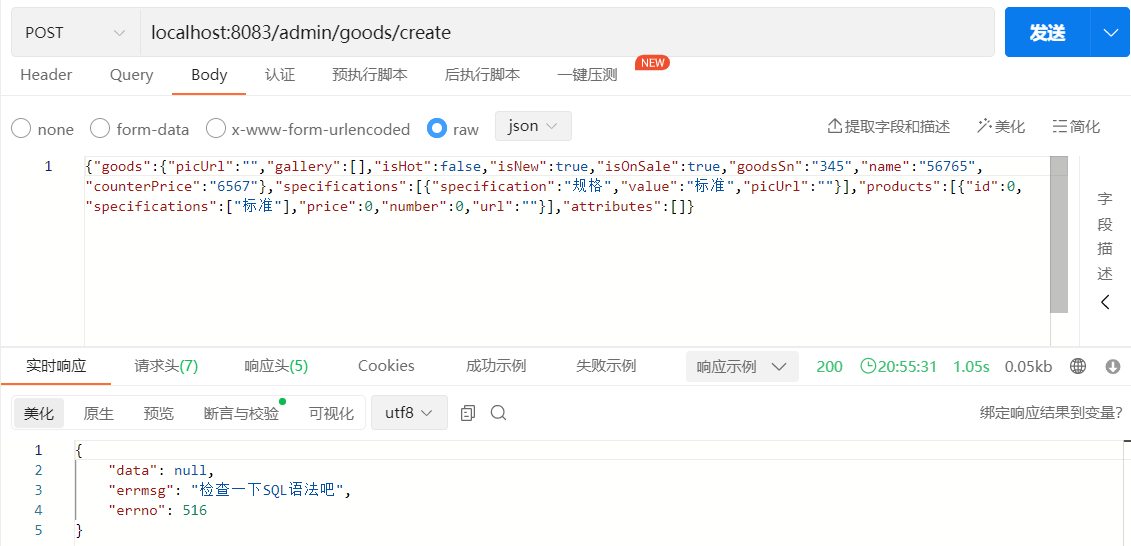 POST localhost:8083/admin/goods/create 发送
Header Query Body 认证 预执行脚本 后执行脚本 一键压测 NEW
none form-data x-www-form-urlencoded raw json 提取字段和描述 美化 简化
1 {"goods":{"picUrl":"","gallery":[],"isHot":false,"isNew":true,"isOnSale":true,"goodsSn":"345","name":"56765",
"counterPrice":"6567"},"specifications":[{"specification":"规格","value":"标准","picUrl":""}],"products":[{"id":0,
"specifications":["标准"],"price":0,"number":0,"url":""}],"attributes":[]}
字
段
描
述
实时响应 请求头(7) 响应头(5) Cookies 成功示例 失败示例 响应示例 200 20:55:31 1.05s 0.05kb
美化 原生 预览 断言与校验 可视化 utf8 绑定响应结果到变量?
1 {
2 "data": null,
3 "errmsg": "检查一下SQL语法吧",
4 "errno": 516
5 }